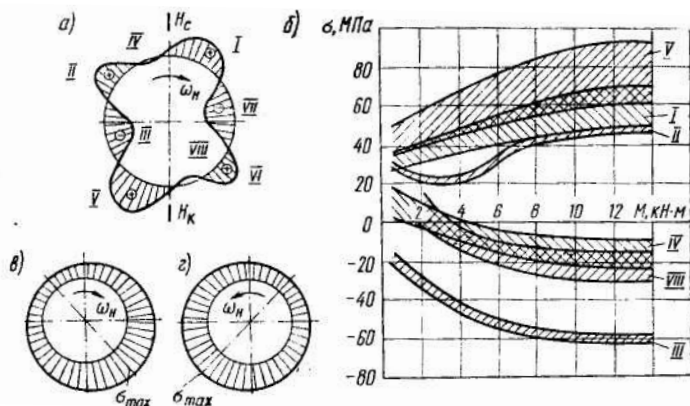 а)
H_c
IV
I
II
ω_н
VII
III
VIII
V
VI
H_к
б)
σ, МПа
80
60
40
20
0
-20
-40
-60
-80
2 4 6 8 10 12 М, кН·м
V
I
II
IV
VIII
III
в)
ω_н
σ_max
г)
ω_н
σ_max